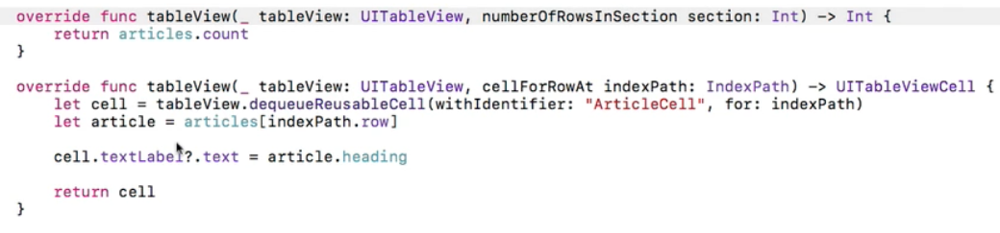 override func tableView(_ tableView: UITableView, numberOfRowsInSection section: Int) -> Int {
    return articles.count
}
override func tableView(_ tableView: UITableView, cellForRowAt indexPath: IndexPath) -> UITableViewCell {
    let cell = tableView.dequeueReusableCell(withIdentifier: "ArticleCell", for: indexPath)
    let article = articles[indexPath.row]
    cell.textLabel?.text = article.heading
    return cell
}